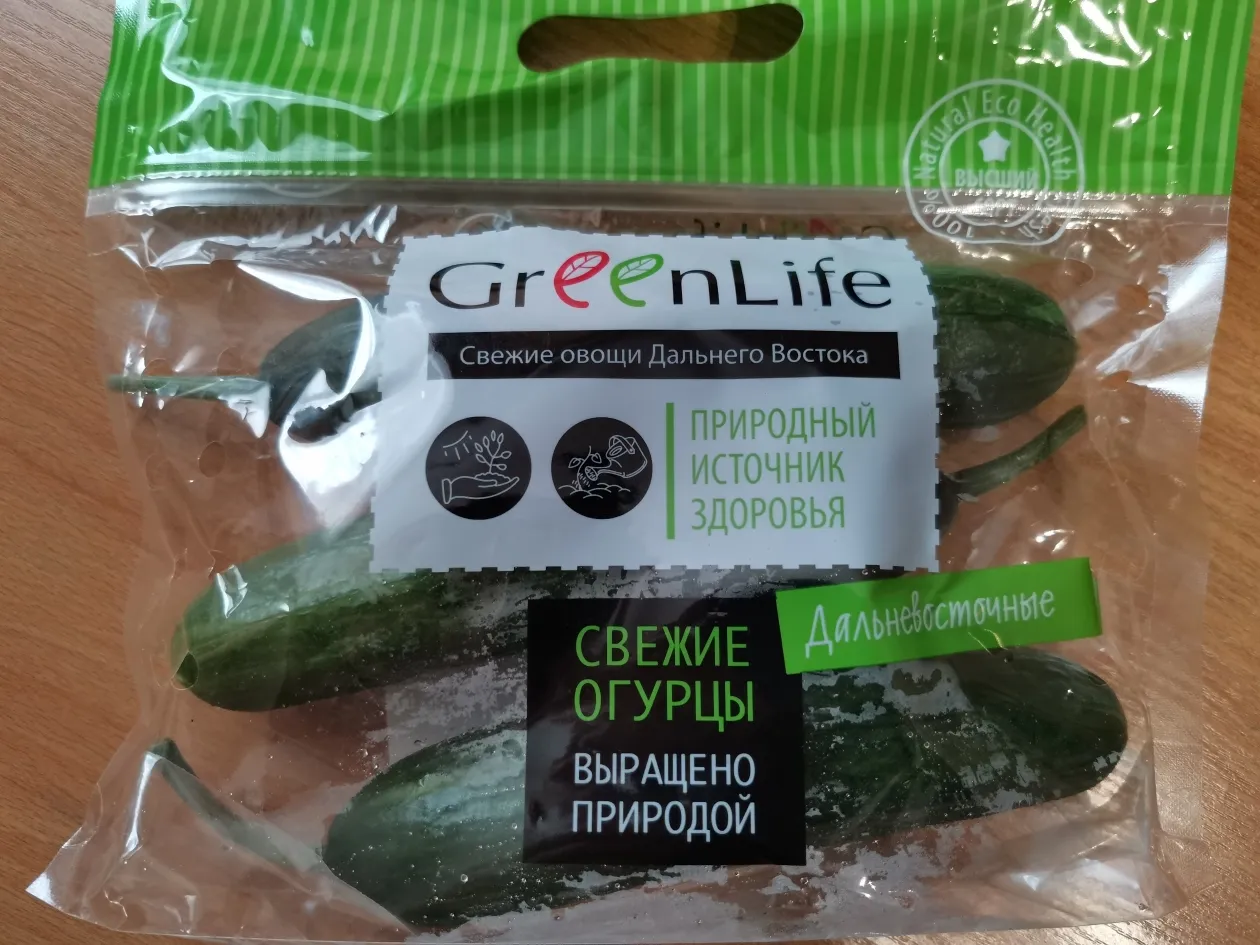 100% Natural Eco Health
ВЫСШИЙ
GreenLife
Свежие овощи Дальнего Востока
ПРИРОДНЫЙ
ИСТОЧНИК
ЗДОРОВЬЯ
Дальневосточные
СВЕЖИЕ
ОГУРЦЫ
ВЫРАЩЕНО
ПРИРОДОЙ